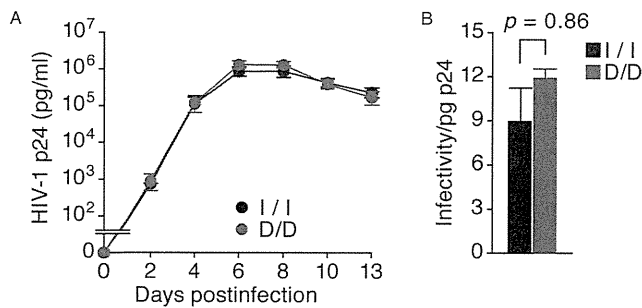 A
HIV-1 p24 (pg/ml)
10⁶
10⁵
10⁴
10³
10²
0
I / I
D/D
0 2 4 6 8 10 13
Days postinfection
B
p = 0.86
I / I
D/D
Infectivity/pg p24
15
12
9
6
3
0